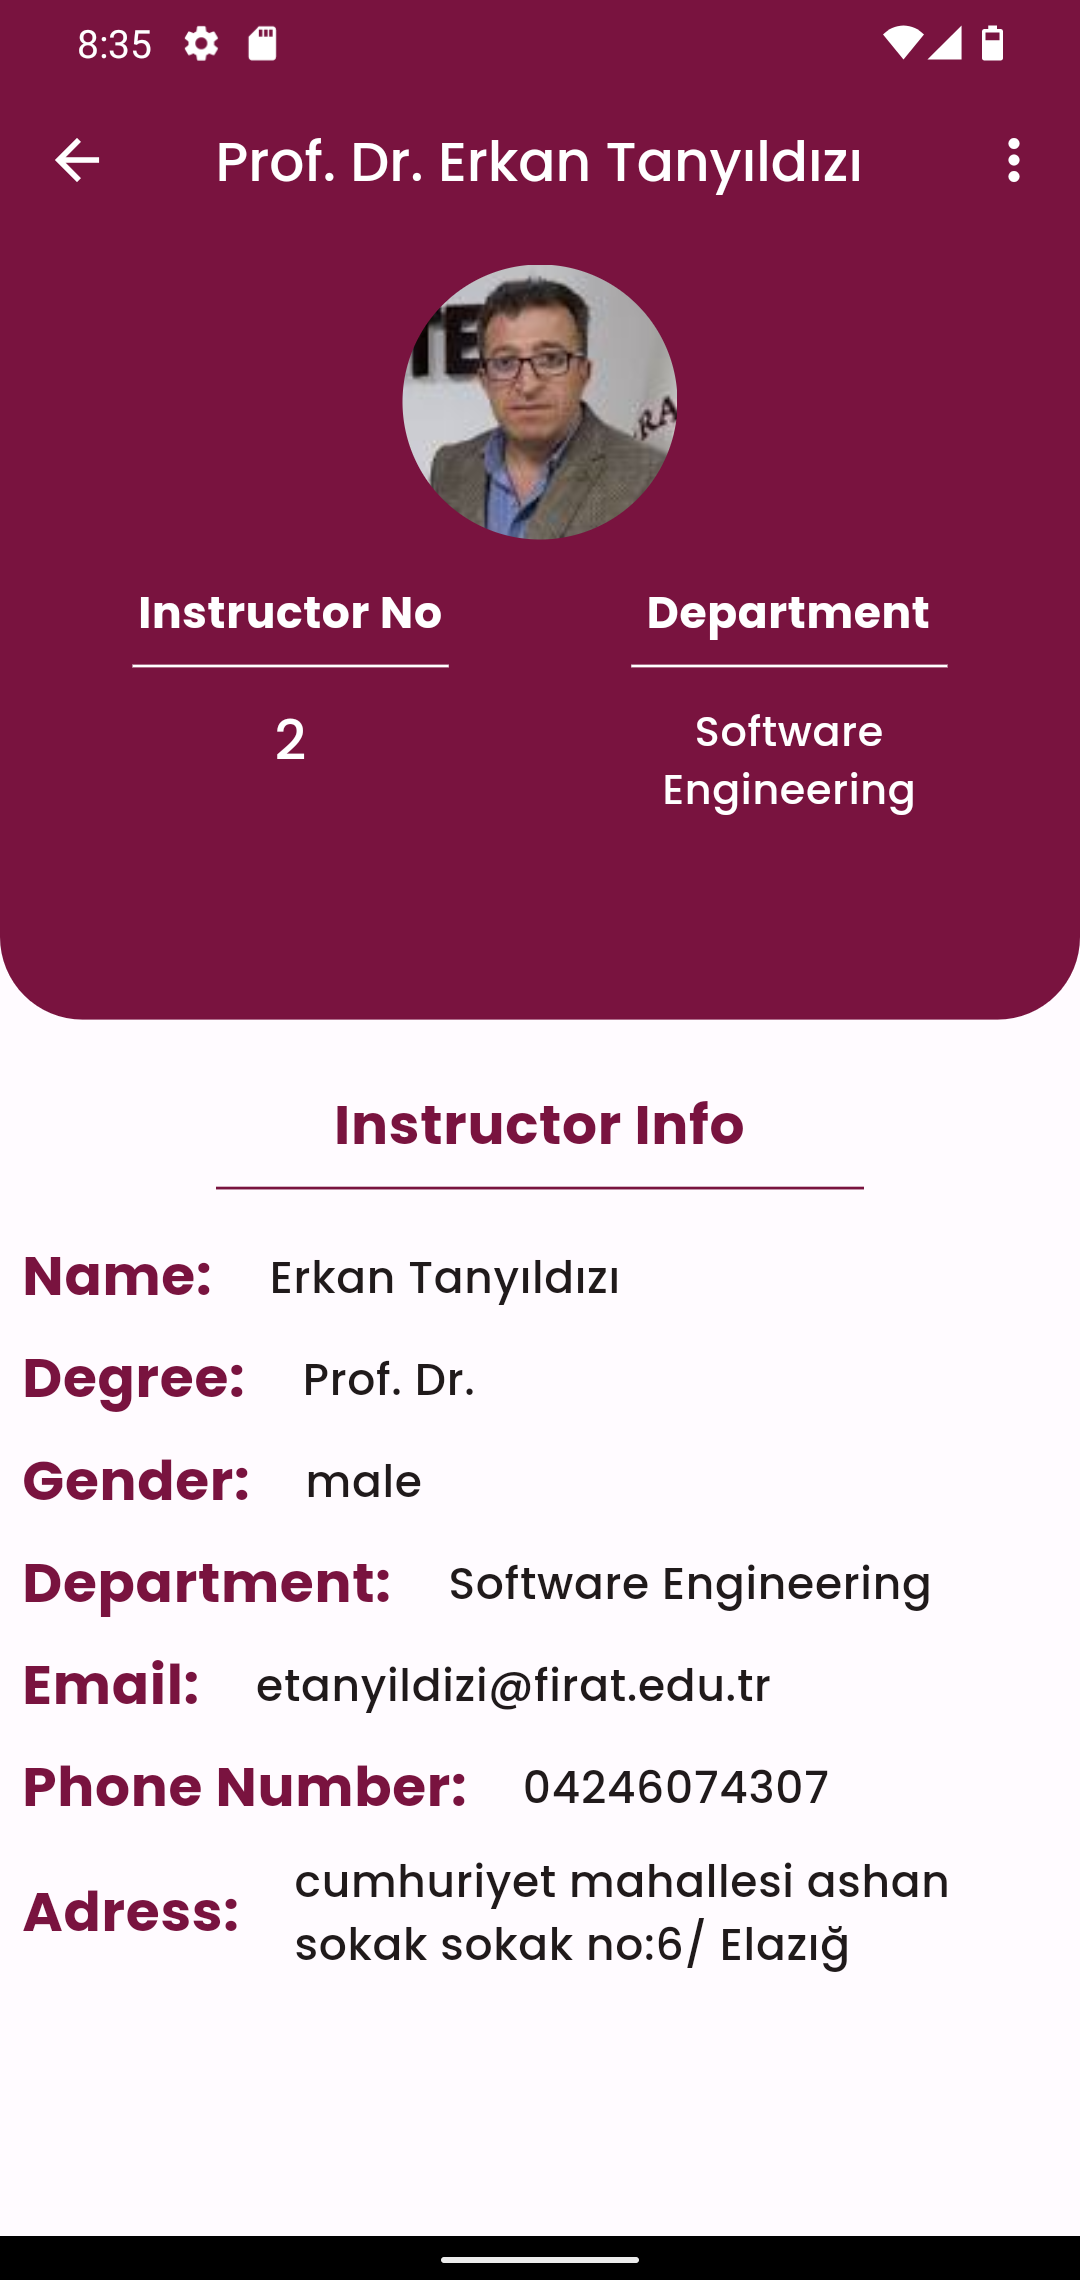 8:35
Prof. Dr. Erkan Tanyıldızı
TE
RA
Instructor No
Department
2
Software
Engineering
Instructor Info
Name: Erkan Tanyıldızı
Degree: Prof. Dr.
Gender: male
Department: Software Engineering
Email: etanyildizi@firat.edu.tr
Phone Number: 04246074307
Adress: cumhuriyet mahallesi ashan
sokak sokak no:6/ Elazığ